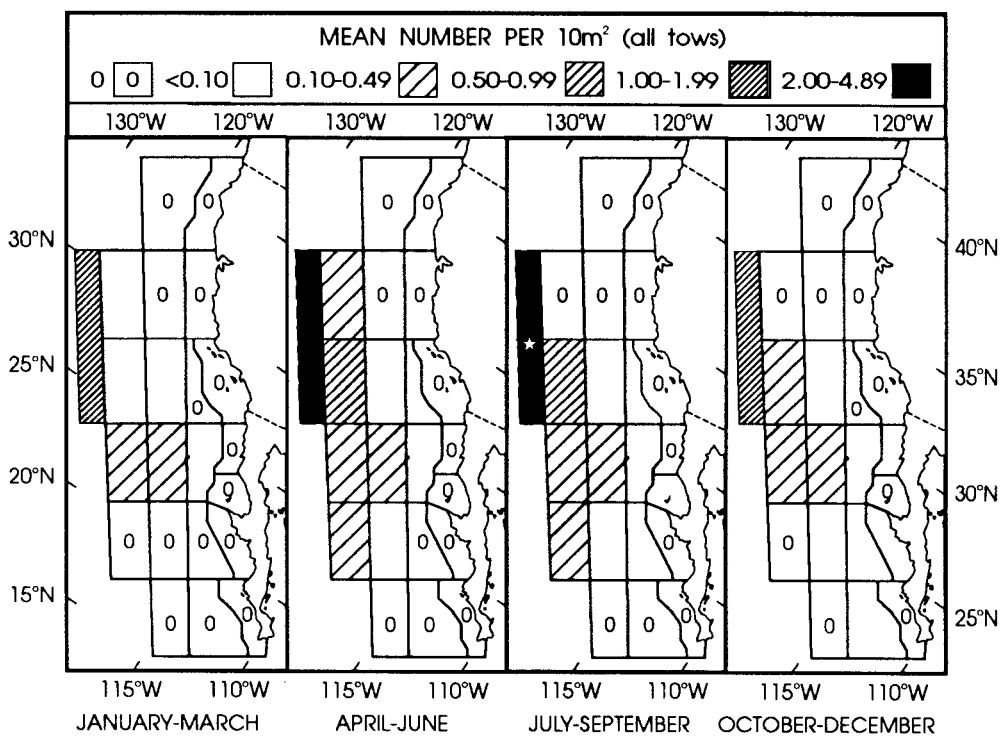 MEAN NUMBER PER 10m² (all tows)
0 0 <0.10 0.10-0.49 0.50-0.99 1.00-1.99 2.00-4.89
130°W 120°W 130°W 120°W 130°W 120°W 130°W 120°W
0 0 0 0 0 0 0 0
30°N 40°N
0 0 0 0 0 0 0 0 0 0
25°N 35°N
0 0 0 0
0 0
0 0 0
20°N 30°N
0 0 0
0 0 0 0 0 0 0 0
15°N 25°N
0 0 0 0 0 0 0 0 0 0
115°W 110°W 115°W 110°W 115°W 110°W 115°W 110°W
JANUARY-MARCH APRIL-JUNE JULY-SEPTEMBER OCTOBER-DECEMBER